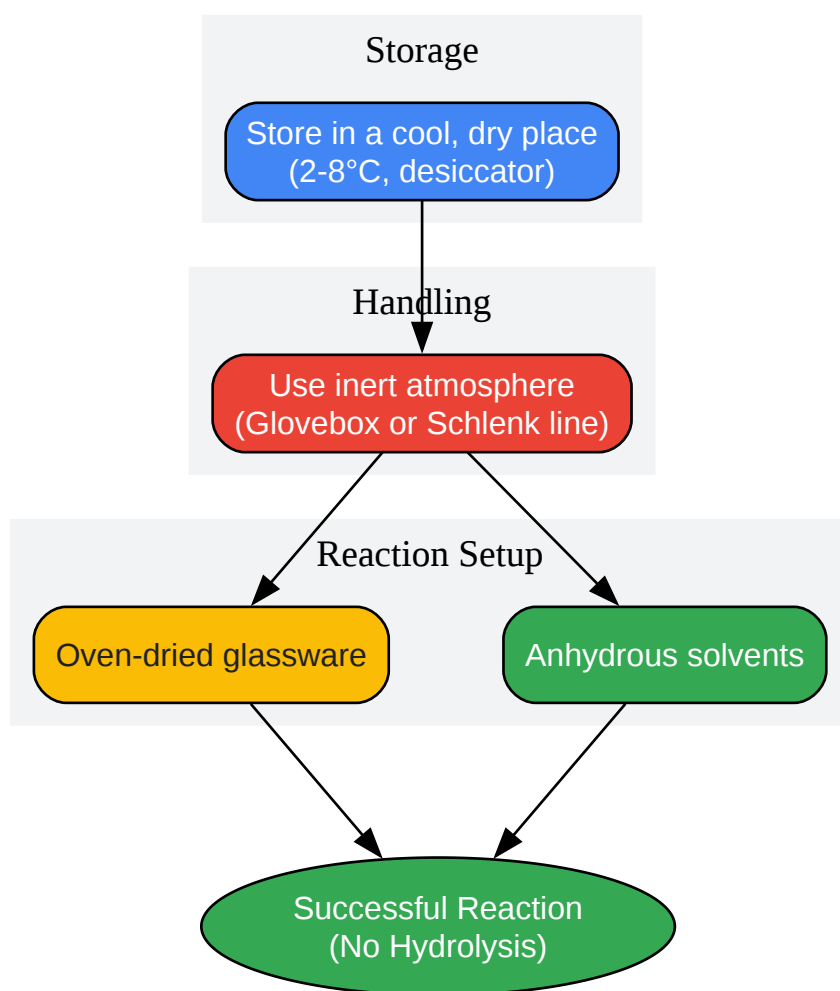 Storage
Store in a cool, dry place
(2-8°C, desiccator)
Handling
Use inert atmosphere
(Glovebox or Schlenk line)
Reaction Setup
Oven-dried glassware
Anhydrous solvents
Successful Reaction
(No Hydrolysis)